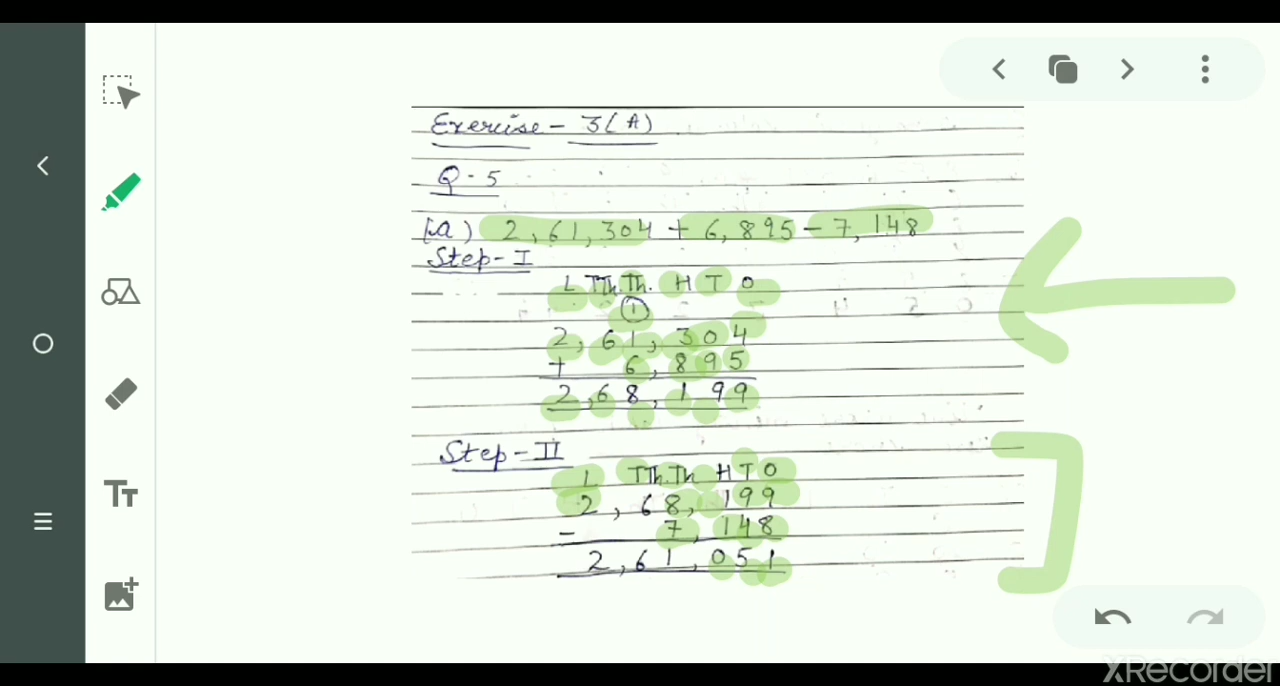 Exercise - 3(A)
Q - 5
(a) 2,61,304 + 6,895 - 7,148
Step - I
L TTh.Th. H T O
1
2,61,304
+ 6,895
2,68,199
Step - II
L TTh.Th H T O
2,68,199
- 7,148
2,61,051
TT
XRecorder